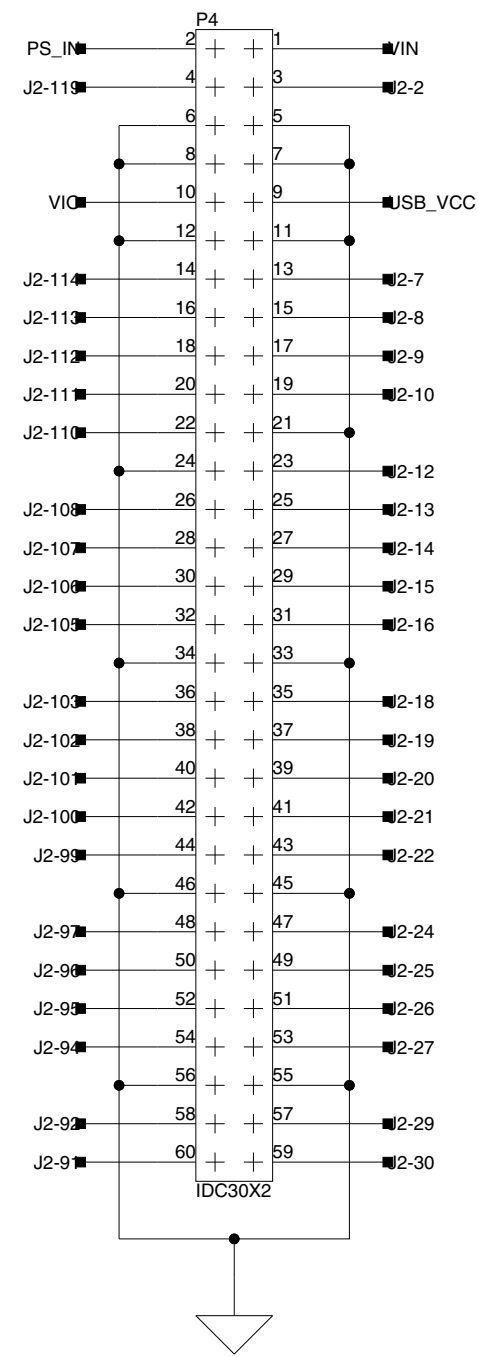 P4
PS_IN 2 1 VIN
J2-119 4 3 J2-2
6 5
8 7
VIO 10 9 USB_VCC
12 11
J2-114 14 13 J2-7
J2-113 16 15 J2-8
J2-112 18 17 J2-9
J2-111 20 19 J2-10
J2-110 22 21
24 23 J2-12
J2-108 26 25 J2-13
J2-107 28 27 J2-14
J2-106 30 29 J2-15
J2-105 32 31 J2-16
34 33
J2-103 36 35 J2-18
J2-102 38 37 J2-19
J2-101 40 39 J2-20
J2-100 42 41 J2-21
J2-99 44 43 J2-22
46 45
J2-97 48 47 J2-24
J2-96 50 49 J2-25
J2-95 52 51 J2-26
J2-94 54 53 J2-27
56 55
J2-92 58 57 J2-29
J2-91 60 59 J2-30
IDC30X2